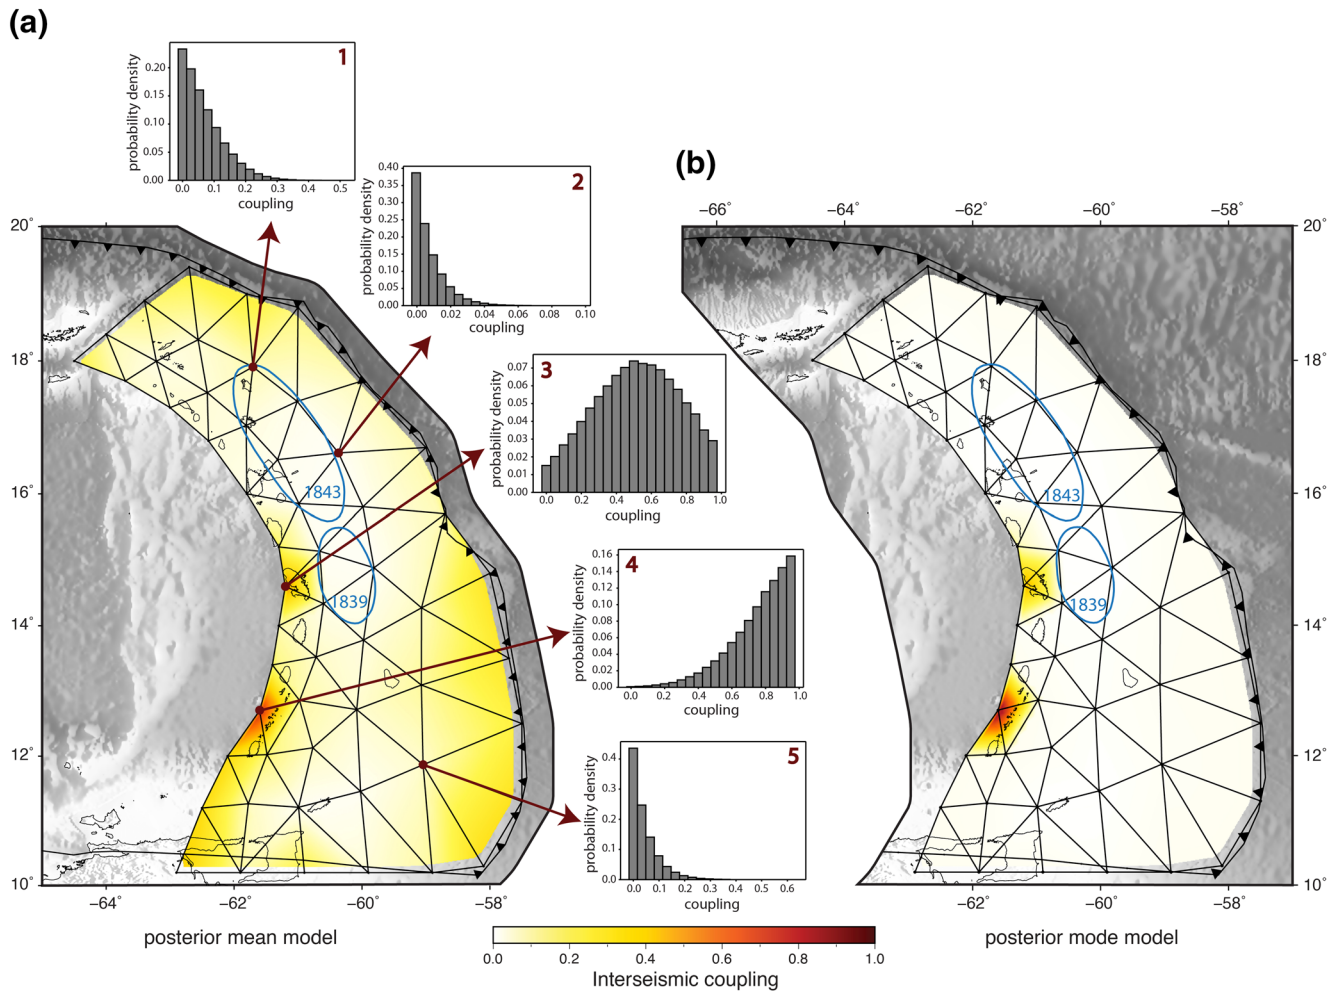 (a)
1
probability density
0.20
0.15
0.10
0.05
0.00
0.0 0.1 0.2 0.3 0.4 0.5
coupling
2
probability density
0.40
0.35
0.30
0.25
0.20
0.15
0.10
0.05
0.00
0.00 0.02 0.04 0.06 0.08 0.10
coupling
3
probability density
0.07
0.06
0.05
0.04
0.03
0.02
0.01
0.00
0.0 0.2 0.4 0.6 0.8 1.0
coupling
4
probability density
0.16
0.14
0.12
0.10
0.08
0.06
0.04
0.02
0.00
0.0 0.2 0.4 0.6 0.8 1.0
coupling
5
probability density
0.4
0.3
0.2
0.1
0.0
0.0 0.1 0.2 0.3 0.4 0.5 0.6
coupling
20°
18°
16°
14°
12°
10°
1843
1839
−64° −62° −60° −58°
posterior mean model
(b)
−66° −64° −62° −60° −58°
20°
18°
16°
14°
12°
10°
1843
1839
−62° −60° −58°
posterior mode model
0.0 0.2 0.4 0.6 0.8 1.0
Interseismic coupling